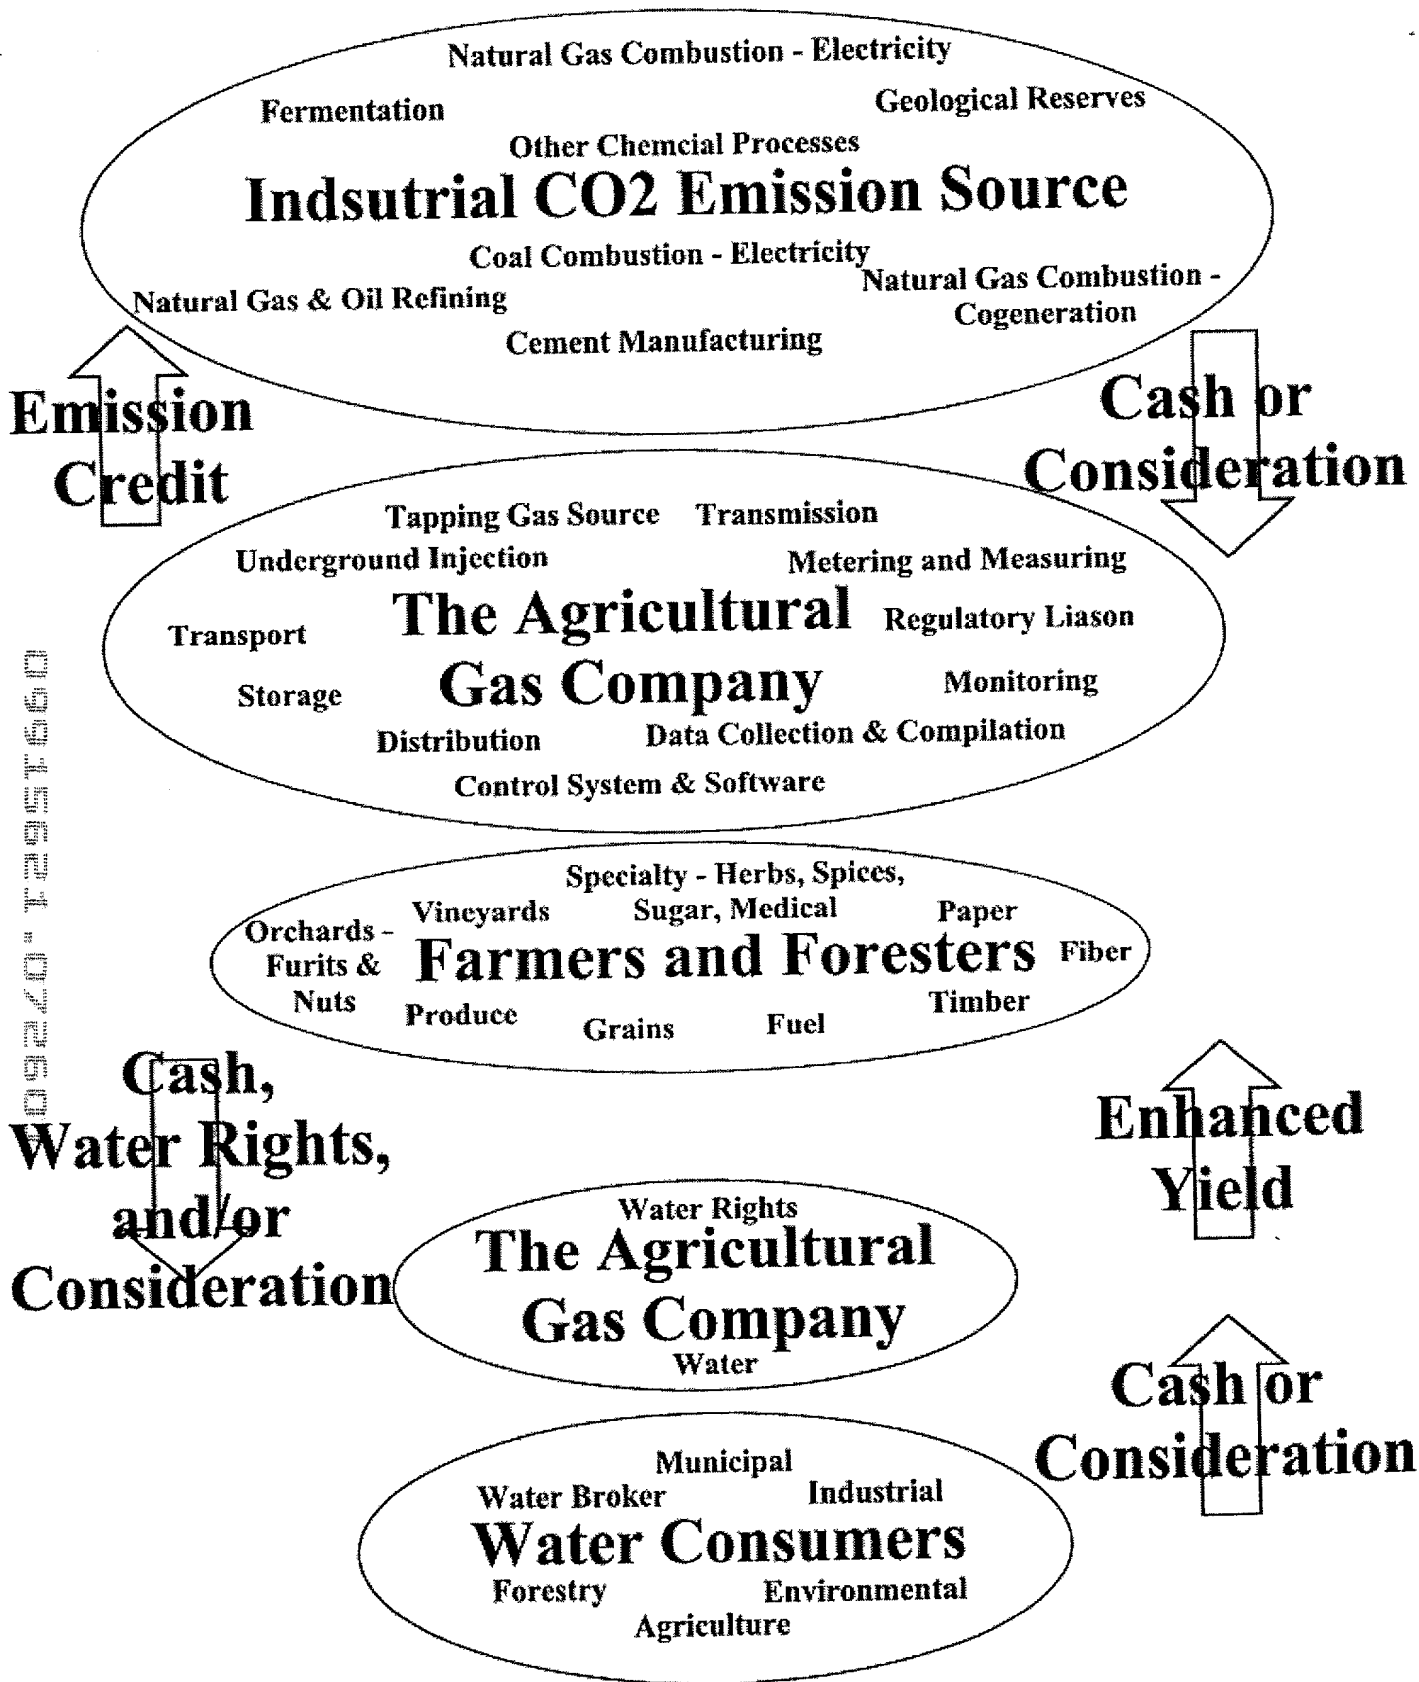 Natural Gas Combustion - Electricity
Fermentation
Geological Reserves
Other Chemcial Processes
Indsutrial CO2 Emission Source
Coal Combustion - Electricity
Natural Gas & Oil Refining
Natural Gas Combustion -
Cogeneration
Cement Manufacturing
Emission
Credit
Cash or
Consideration
Tapping Gas Source
Transmission
Underground Injection
Metering and Measuring
The Agricultural
Gas Company
Transport
Regulatory Liason
Storage
Monitoring
Distribution
Data Collection & Compilation
Control System & Software
Specialty - Herbs, Spices,
Sugar, Medical
Vineyards
Paper
Orchards -
Furits &
Nuts
Farmers and Foresters
Fiber
Produce
Grains
Fuel
Timber
Cash,
Water Rights,
and/or
Consideration
Enhanced
Yield
Water Rights
The Agricultural
Gas Company
Water
Cash or
Consideration
Municipal
Water Broker
Industrial
Water Consumers
Forestry
Environmental
Agriculture